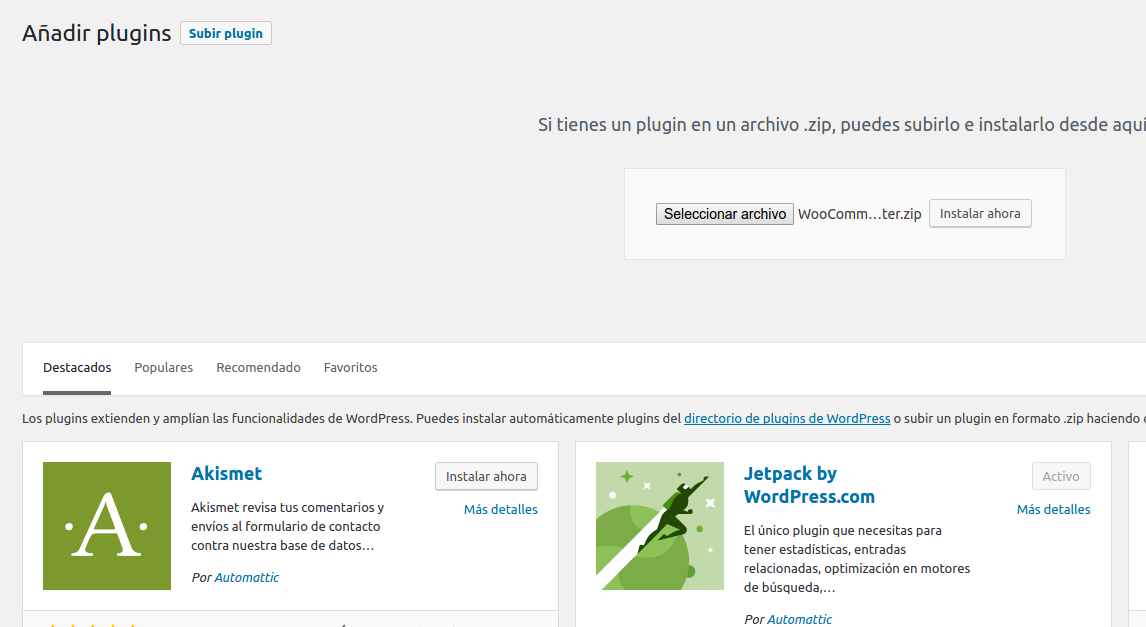 Añadir plugins Subir plugin
Si tienes un plugin en un archivo .zip, puedes subirlo e instalarlo desde aquí
Seleccionar archivo WooComm...ter.zip Instalar ahora
Destacados Populares Recomendado Favoritos
Los plugins extienden y amplían las funcionalidades de WordPress. Puedes instalar automáticamente plugins del directorio de plugins de WordPress o subir un plugin en formato .zip haciendo
A
Akismet
Instalar ahora
Más detalles
Akismet revisa tus comentarios y
envíos al formulario de contacto
contra nuestra base de datos...
Por Automattic
Jetpack by
WordPress.com
Activo
Más detalles
El único plugin que necesitas para
tener estadísticas, entradas
relacionadas, optimización en motores
de búsqueda,...
Por Automattic